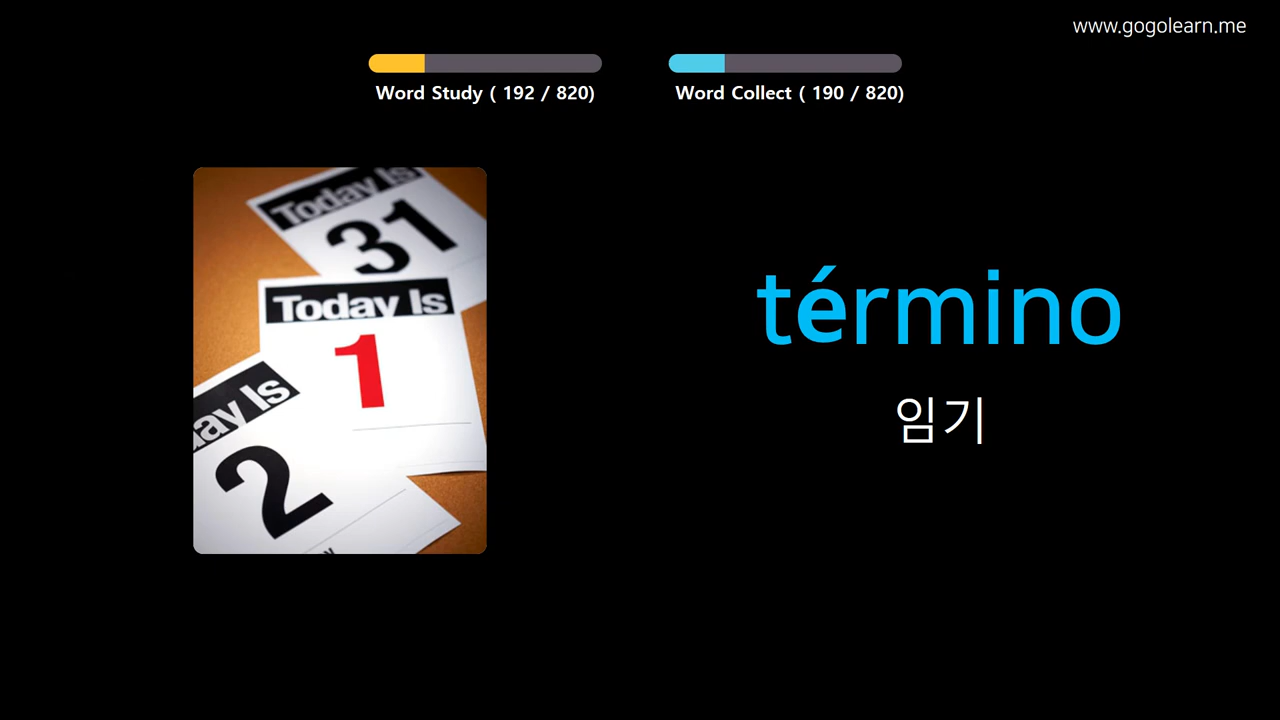 www.gogolearn.me
Word Study ( 192 / 820)
Word Collect ( 190 / 820)
Today Is
31
Today Is
1
ay Is
2
término
임기